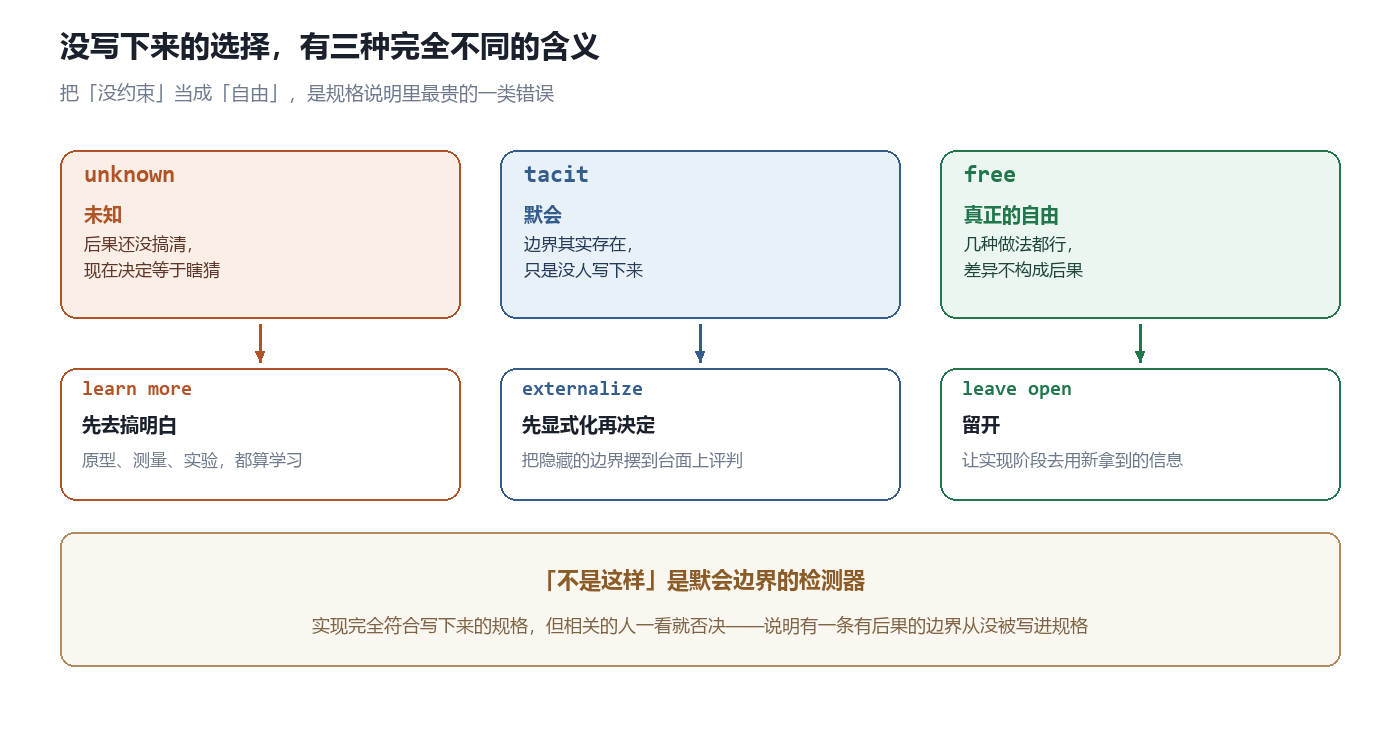 没写下来的选择，有三种完全不同的含义
把「没约束」当成「自由」，是规格说明里最贵的一类错误
unknown
未知
后果还没搞清，
现在决定等于瞎猜
tacit
默会
边界其实存在，
只是没人写下来
free
真正的自由
几种做法都行，
差异不构成后果
learn more
先去搞明白
原型、测量、实验，都算学习
externalize
先显式化再决定
把隐藏的边界摆到台面上评判
leave open
留开
让实现阶段去用新拿到的信息
「不是这样」是默会边界的检测器
实现完全符合写下来的规格，但相关的人一看就否决——说明有一条有后果的边界从没被写进规格